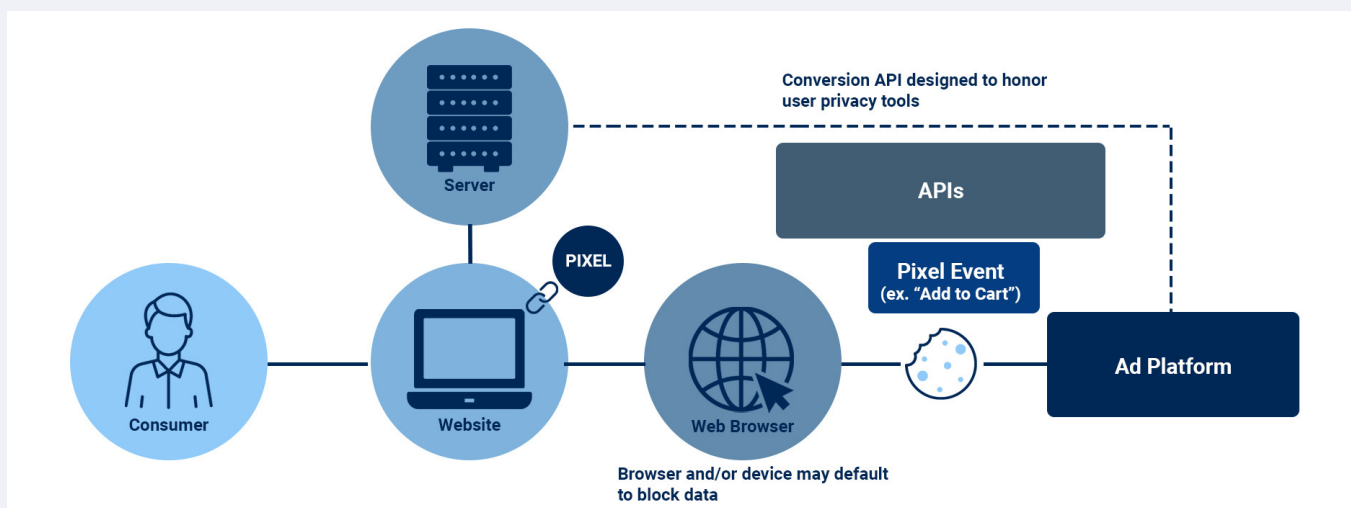 Conversion API designed to honor
user privacy tools
Server
APIs
PIXEL
Pixel Event
(ex. “Add to Cart”)
Ad Platform
Consumer
Website
Web Browser
Browser and/or device may default
to block data